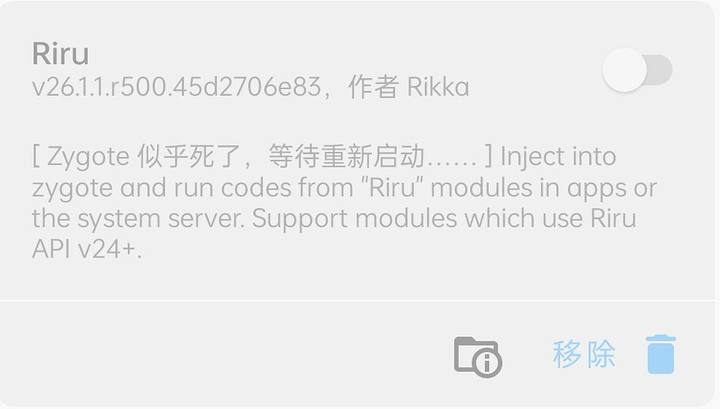 Riru
v26.1.1.r500.45d2706e83，作者 Rikka
[ Zygote 似乎死了，等待重新启动…… ] Inject into
zygote and run codes from "Riru" modules in apps or
the system server. Support modules which use Riru
API v24+.
移除